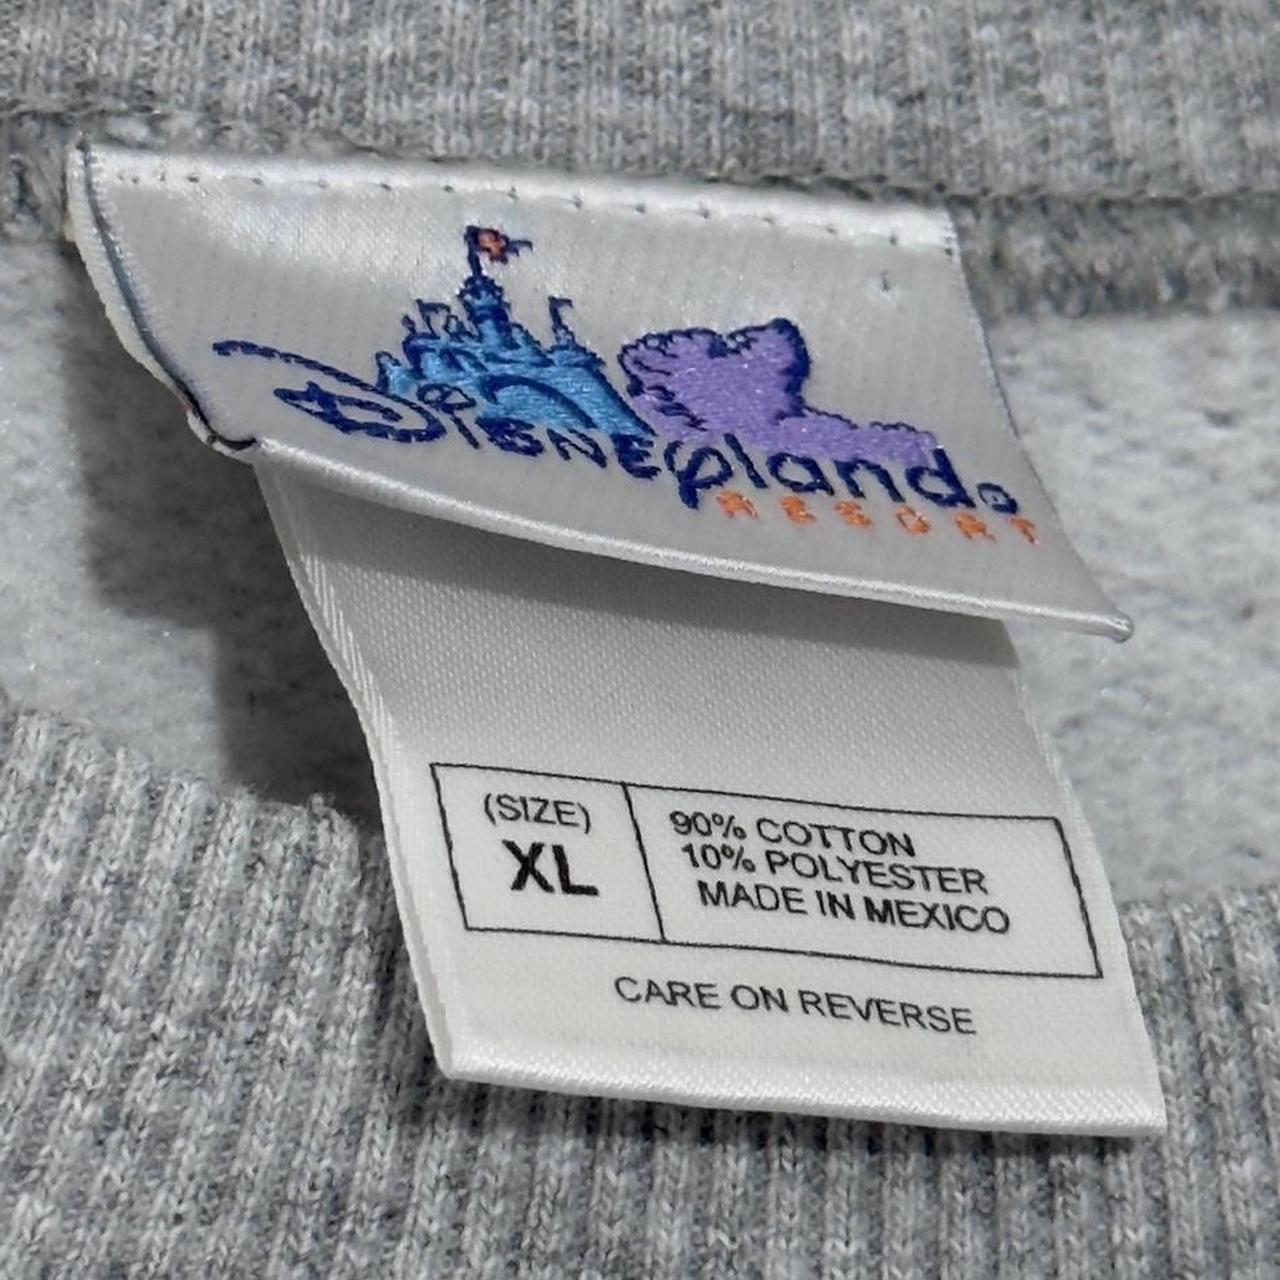 Disneyland®
RESORT
(SIZE)
XL
90% COTTON
10% POLYESTER
MADE IN MEXICO
CARE ON REVERSE